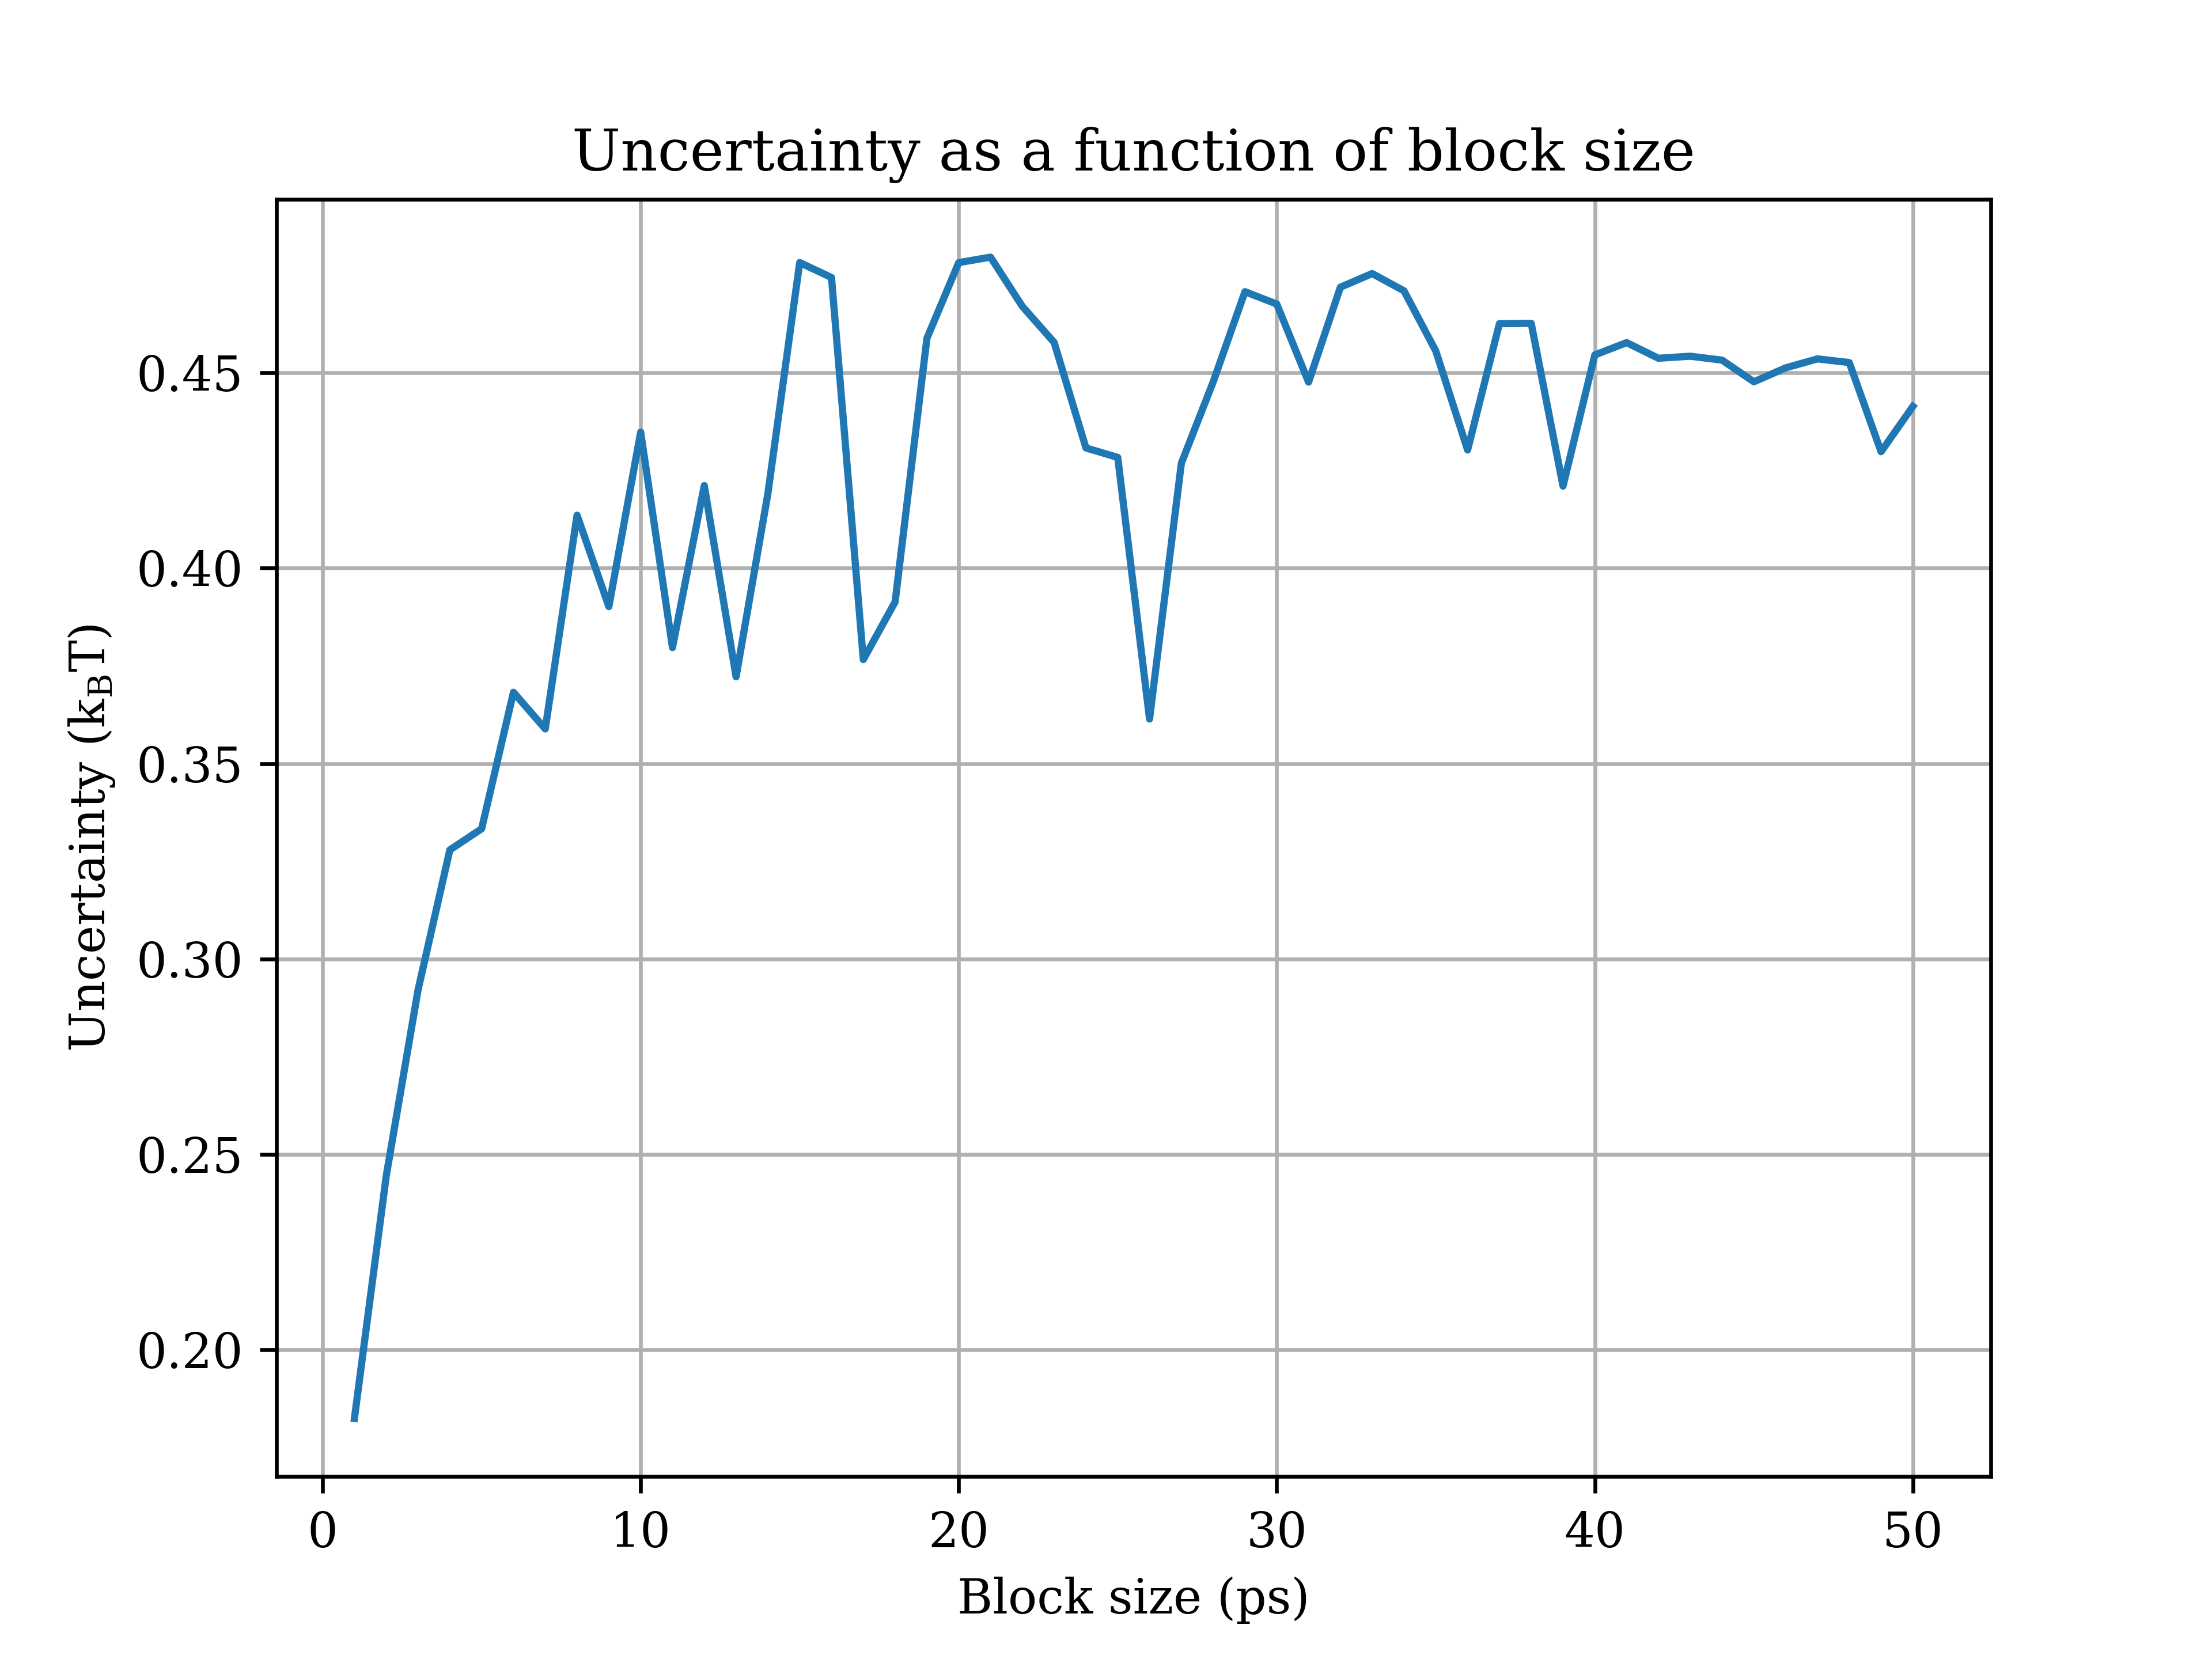 Uncertainty as a function of block size
Uncertainty (k_BT)
0.45
0.40
0.35
0.30
0.25
0.20
0 10 20 30 40 50
Block size (ps)